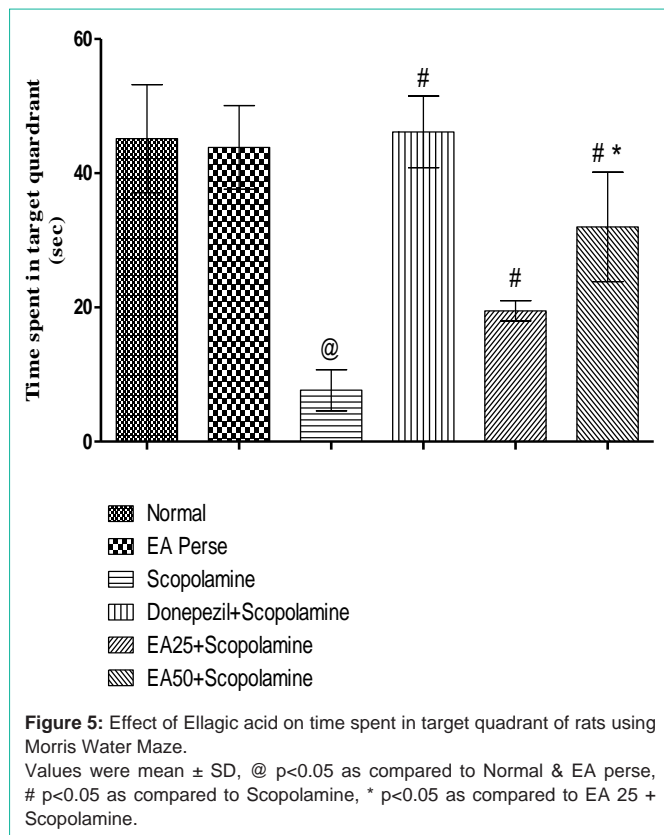 60
40
20
0
Time spent in target quardrant
(sec)
@
#
#
# *
Normal
EA Perse
Scopolamine
Donepezil+Scopolamine
EA25+Scopolamine
EA50+Scopolamine
Figure 5: Effect of Ellagic acid on time spent in target quadrant of rats using
Morris Water Maze.
Values were mean ± SD, @ p<0.05 as compared to Normal & EA perse,
# p<0.05 as compared to Scopolamine, * p<0.05 as compared to EA 25 +
Scopolamine.